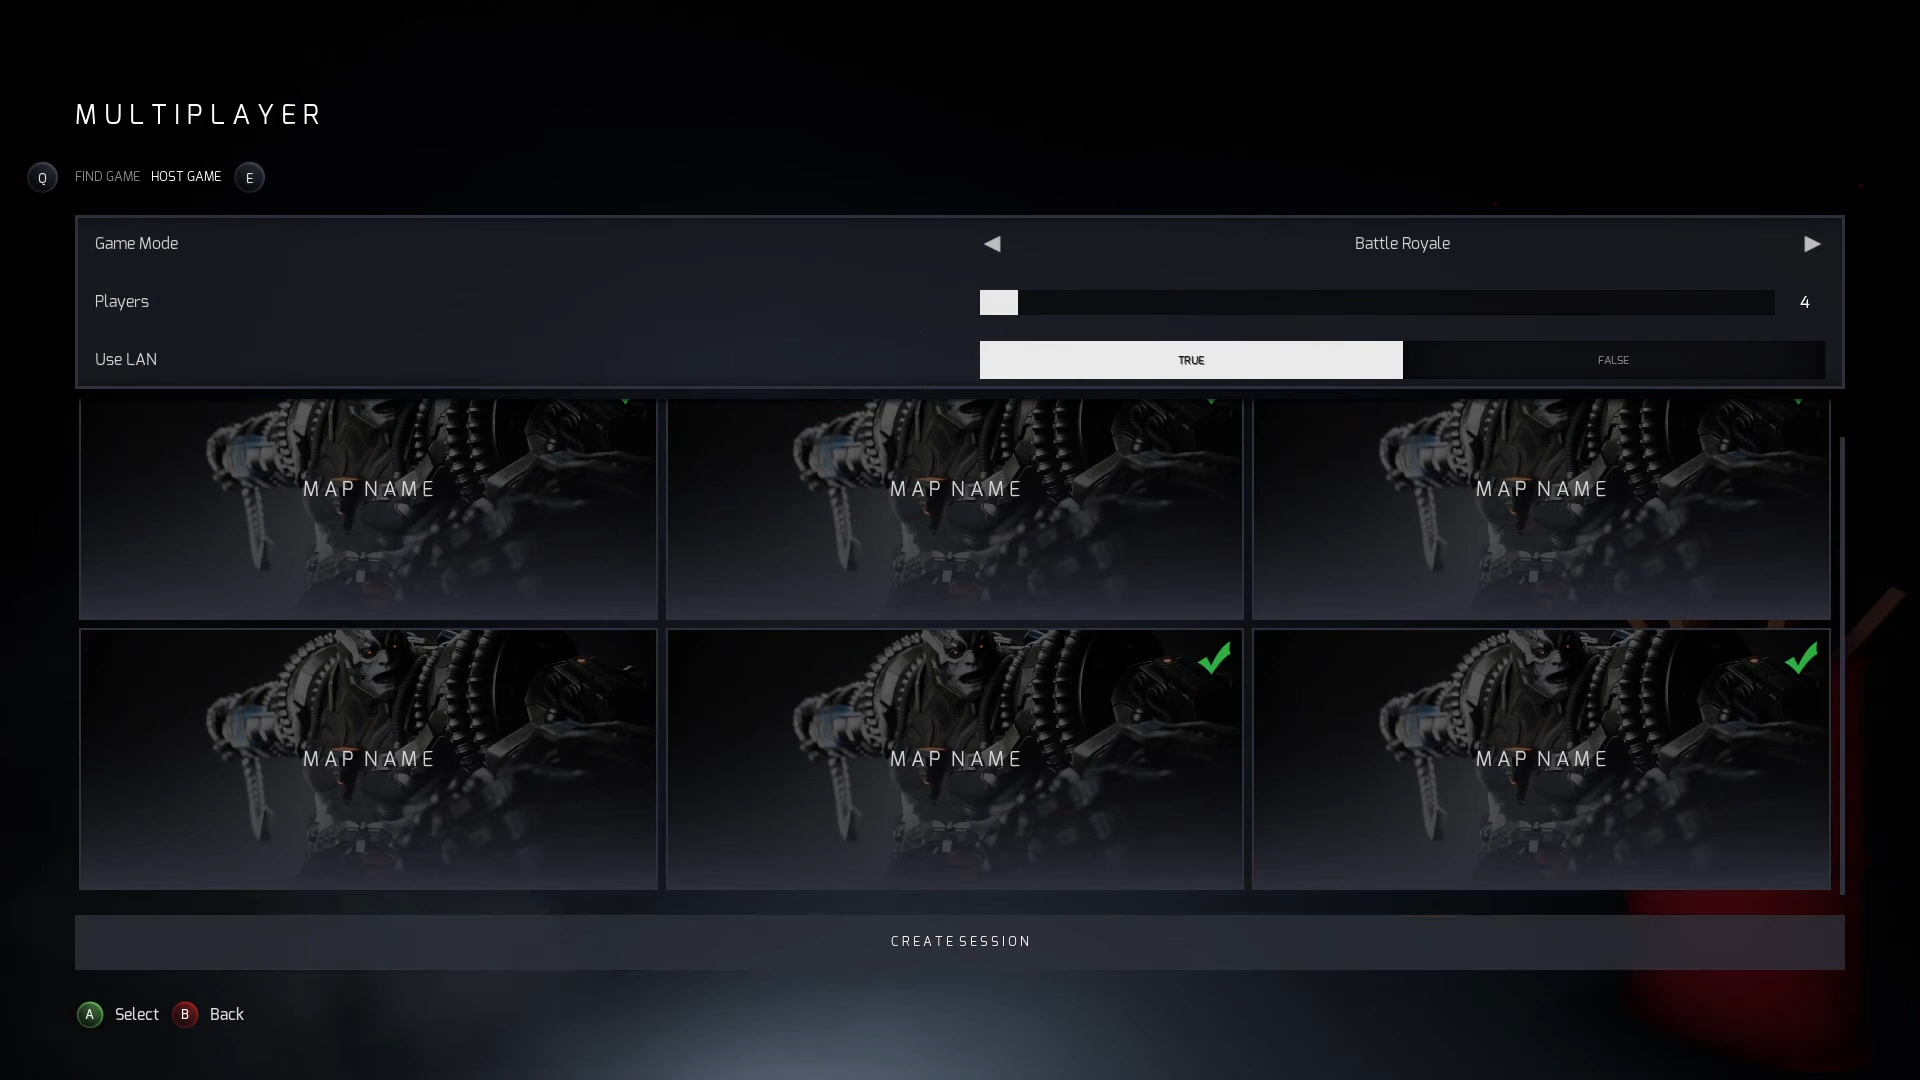 MULTIPLAYER
Q FIND GAME HOST GAME E
Game Mode Battle Royale
Players 4
Use LAN TRUE FALSE
MAP NAME MAP NAME MAP NAME
MAP NAME MAP NAME MAP NAME
CREATE SESSION
A Select B Back